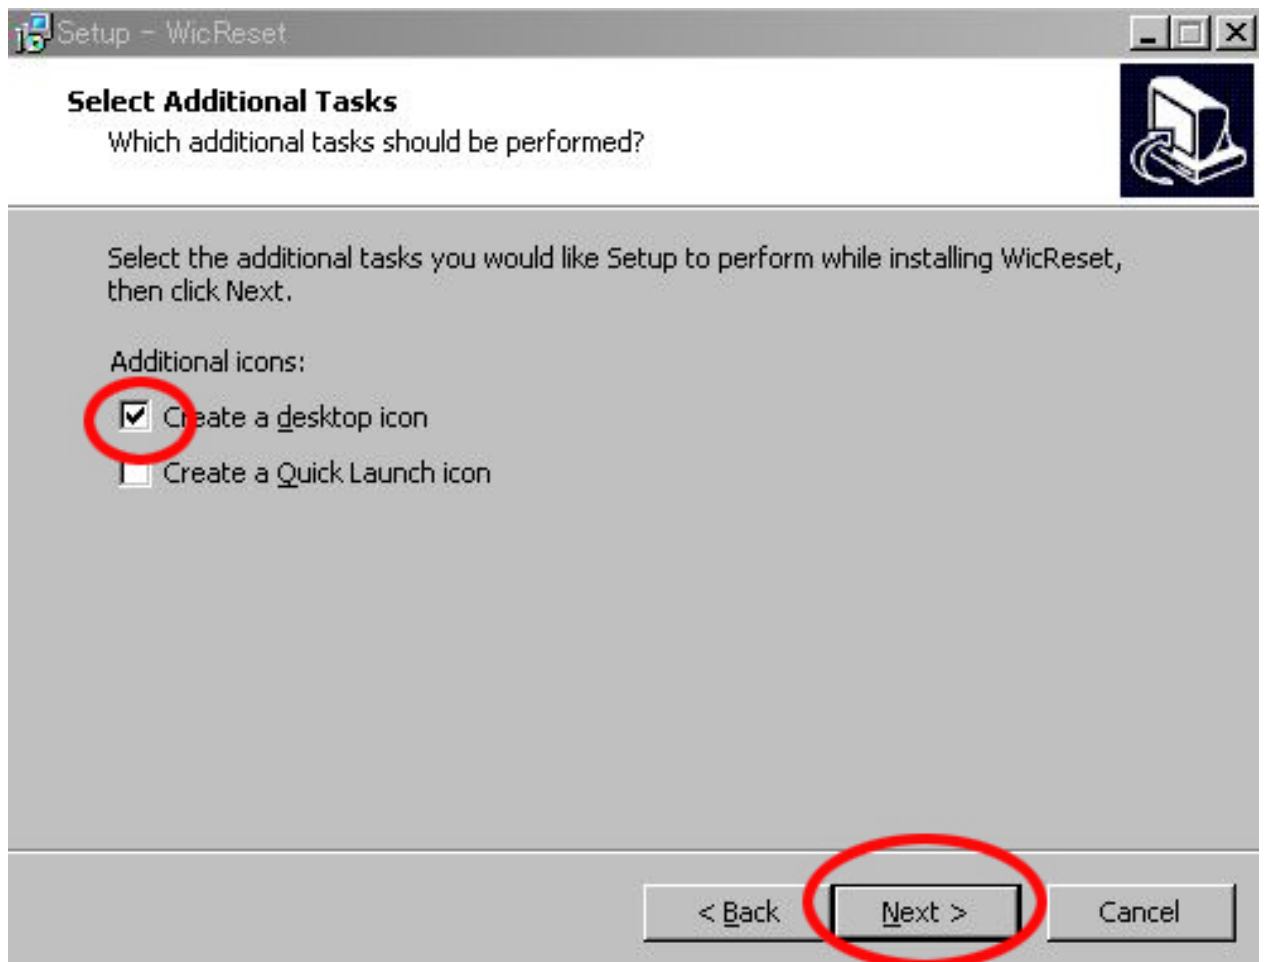 Setup - WicReset
Select Additional Tasks
Which additional tasks should be performed?
Select the additional tasks you would like Setup to perform while installing WicReset,
then click Next.
Additional icons:
Create a desktop icon
Create a Quick Launch icon
< Back
Next >
Cancel